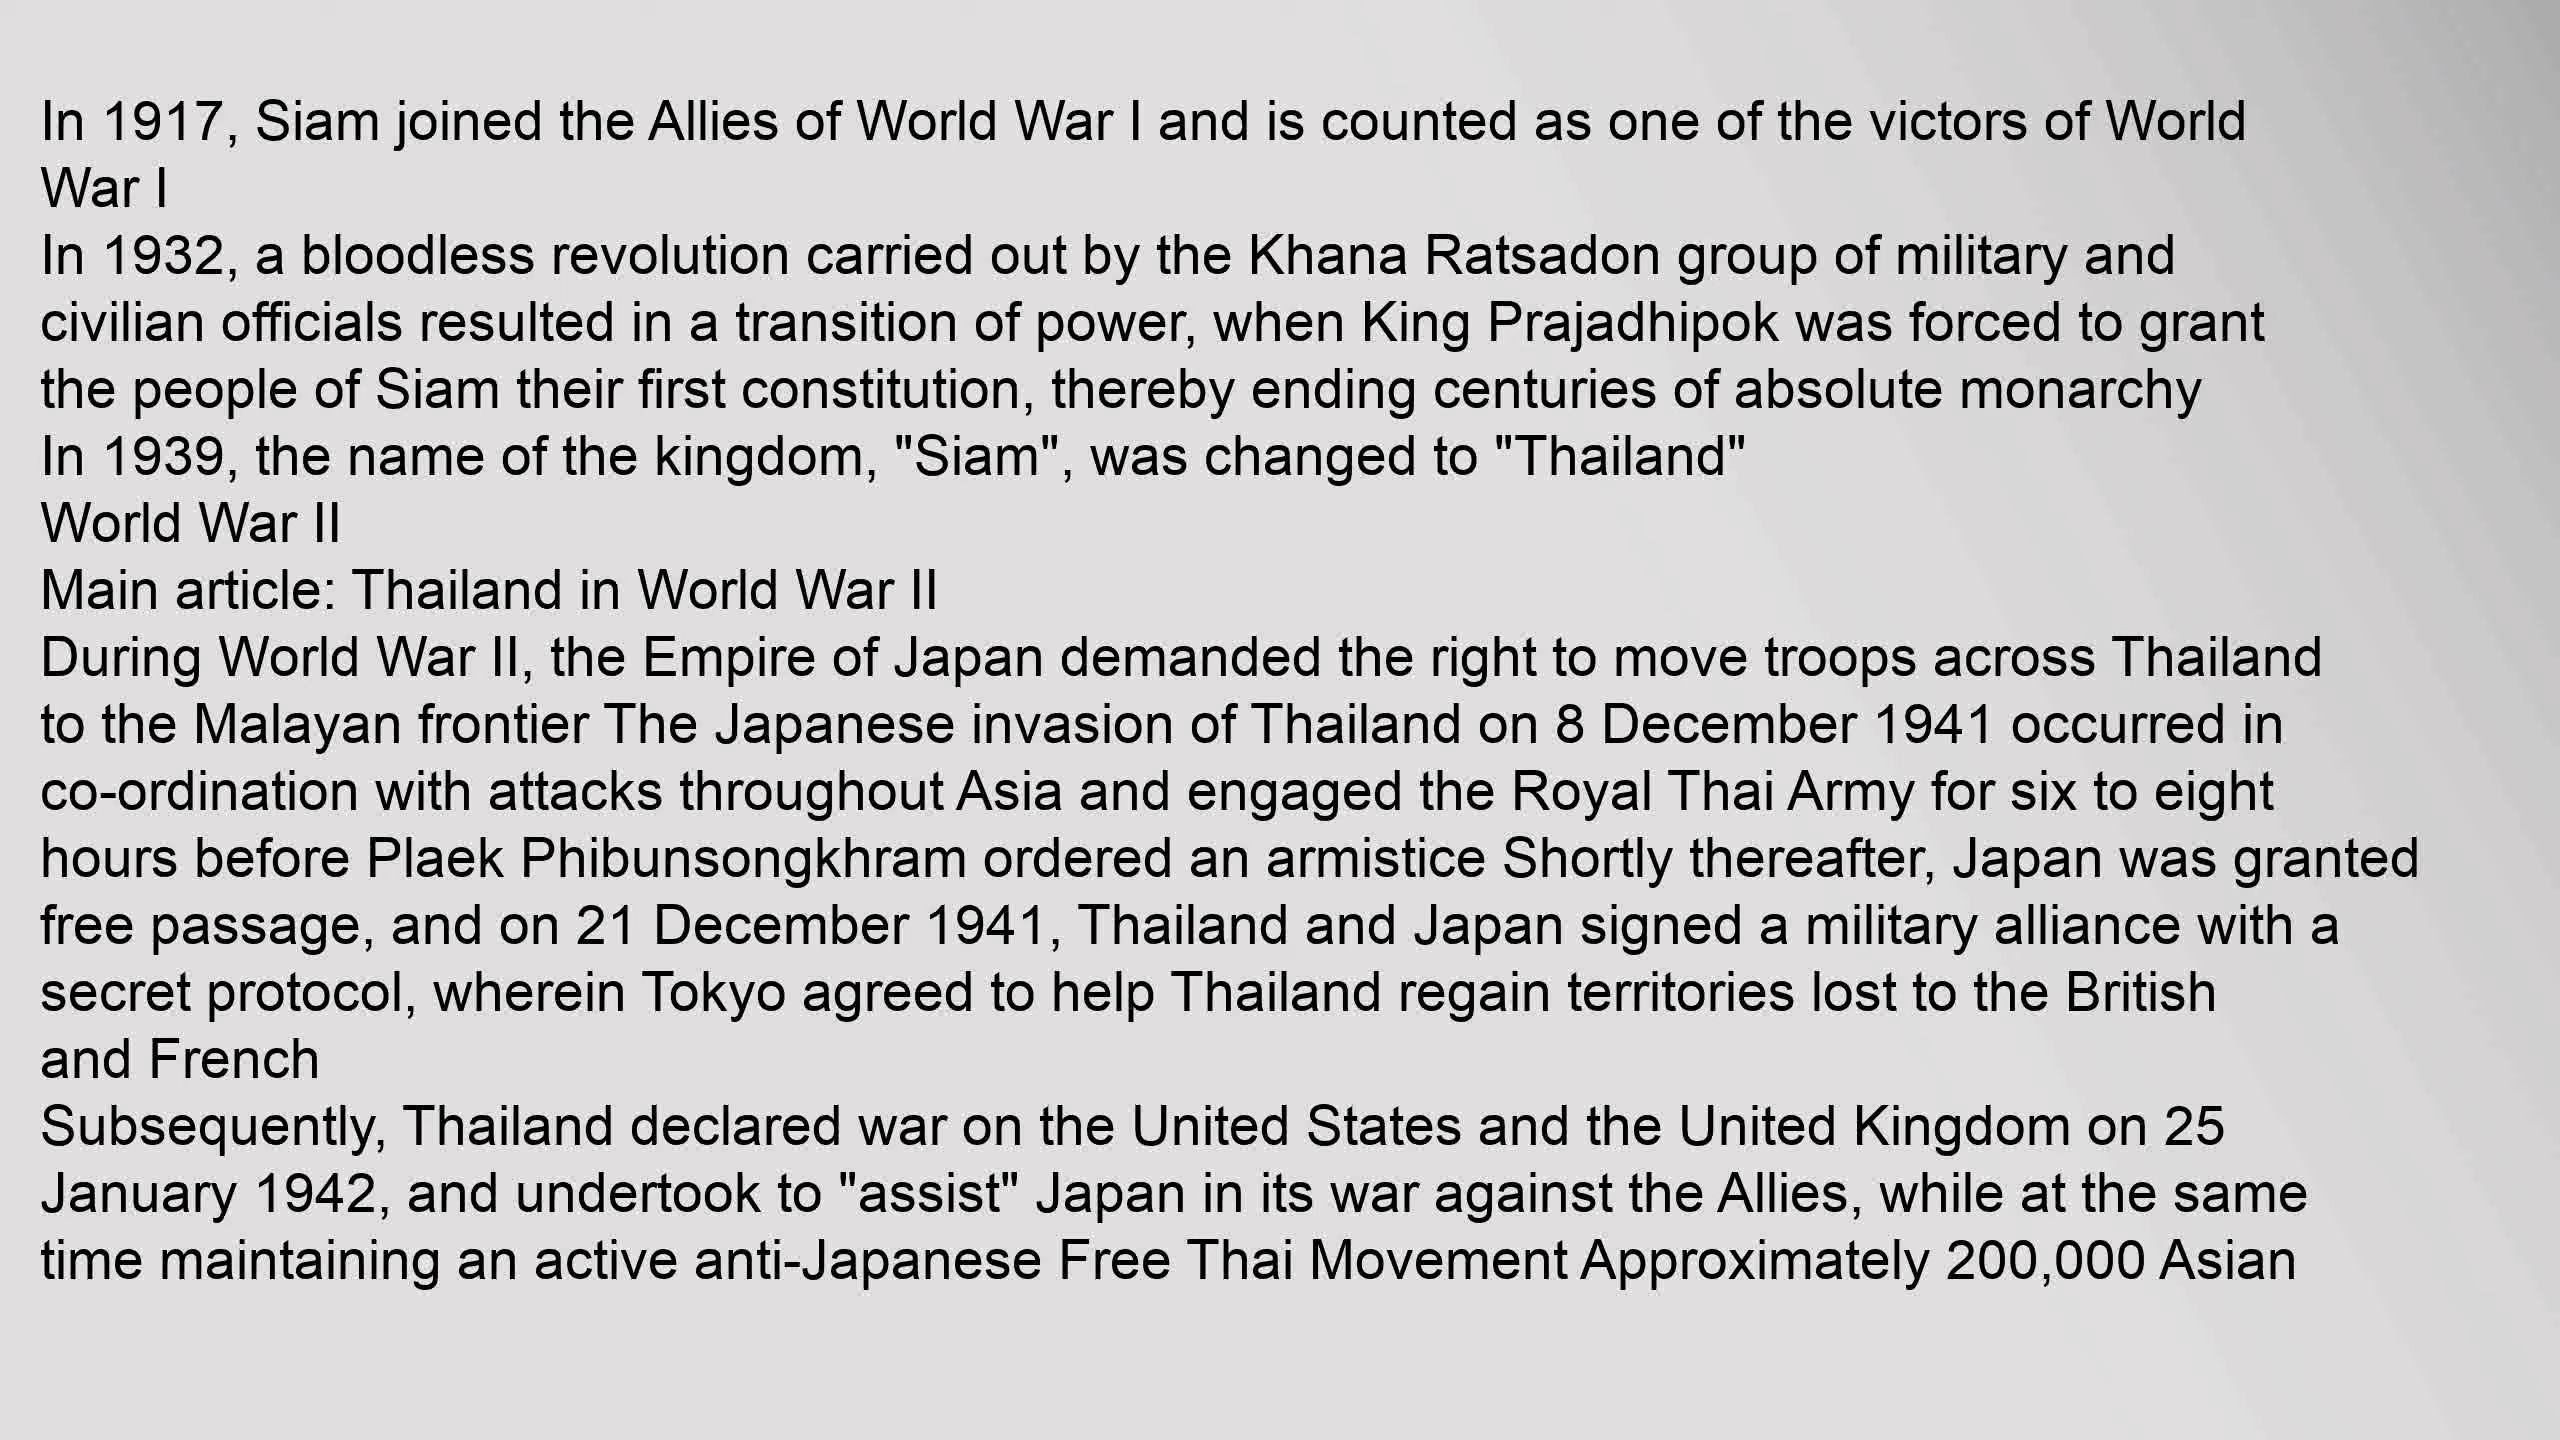 In 1917, Siam joined the Allies of World War I and is counted as one of the victors of World
War I
In 1932, a bloodless revolution carried out by the Khana Ratsadon group of military and
civilian officials resulted in a transition of power, when King Prajadhipok was forced to grant
the people of Siam their first constitution, thereby ending centuries of absolute monarchy
In 1939, the name of the kingdom, "Siam", was changed to "Thailand"
World War II
Main article: Thailand in World War II
During World War II, the Empire of Japan demanded the right to move troops across Thailand
to the Malayan frontier The Japanese invasion of Thailand on 8 December 1941 occurred in
co-ordination with attacks throughout Asia and engaged the Royal Thai Army for six to eight
hours before Plaek Phibunsongkhram ordered an armistice Shortly thereafter, Japan was granted
free passage, and on 21 December 1941, Thailand and Japan signed a military alliance with a
secret protocol, wherein Tokyo agreed to help Thailand regain territories lost to the British
and French
Subsequently, Thailand declared war on the United States and the United Kingdom on 25
January 1942, and undertook to "assist" Japan in its war against the Allies, while at the same
time maintaining an active anti-Japanese Free Thai Movement Approximately 200,000 Asian